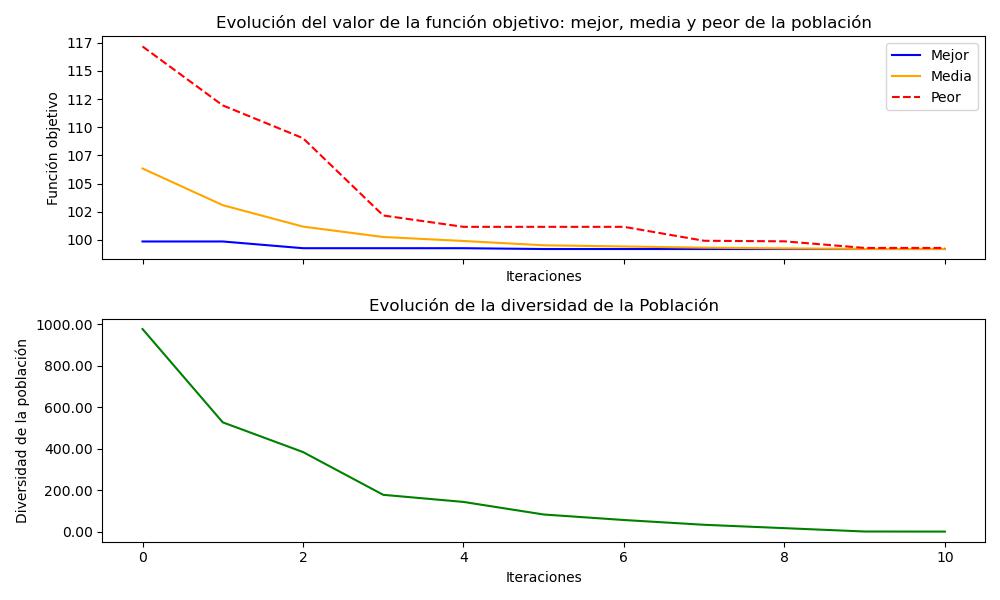 Evolución del valor de la función objetivo: mejor, media y peor de la población
Función objetivo
117
115
112
110
107
105
102
100
Mejor
Media
Peor
Iteraciones
Evolución de la diversidad de la Población
Diversidad de la población
1000.00
800.00
600.00
400.00
200.00
0.00
0 2 4 6 8 10
Iteraciones